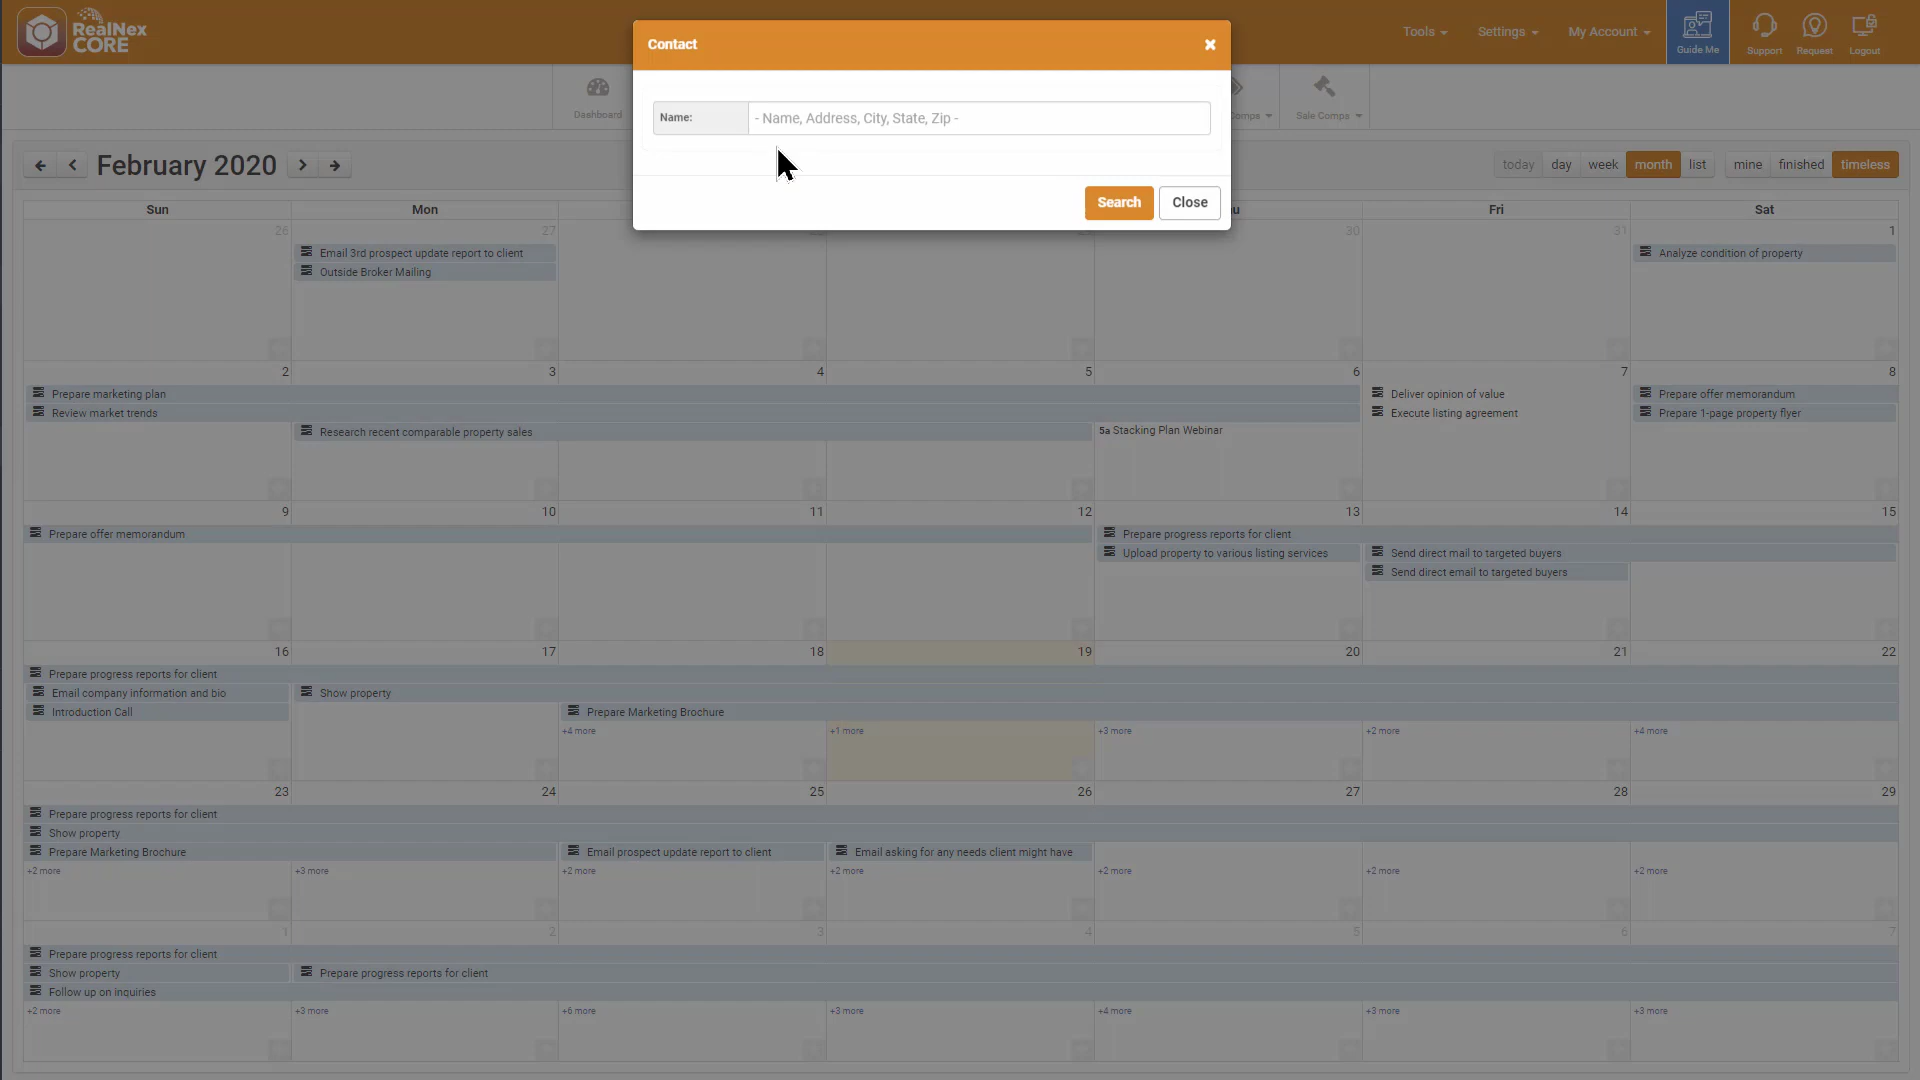 RealNex
CORE
Tools
Settings
My Account
Guide Me
Support
Request
Logout
Contact
Name:
- Name, Address, City, State, Zip -
Search
Close
Dashboard
Comps
Sale Comps
February 2020
today
day
week
month
list
mine
finished
timeless
Sun
Mon
Fri
Sat
26
27
30
31
1
Email 3rd prospect update report to client
Outside Broker Mailing
Analyze condition of property
2
3
4
5
6
7
8
Prepare marketing plan
Review market trends
Research recent comparable property sales
5a Stacking Plan Webinar
Deliver opinion of value
Execute listing agreement
Prepare offer memorandum
Prepare 1-page property flyer
9
10
11
12
13
14
15
Prepare offer memorandum
Prepare progress reports for client
Upload property to various listing services
Send direct mail to targeted buyers
Send direct email to targeted buyers
16
17
18
19
20
21
22
Prepare progress reports for client
Email company information and bio
Show property
Introduction Call
Prepare Marketing Brochure
+4 more
+1 more
+3 more
+2 more
+4 more
23
24
25
26
27
28
29
Prepare progress reports for client
Show property
Prepare Marketing Brochure
Email prospect update report to client
Email asking for any needs client might have
+2 more
+3 more
+2 more
+2 more
+2 more
+2 more
+2 more
1
2
3
4
5
6
7
Prepare progress reports for client
Show property
Prepare progress reports for client
Follow up on inquiries
+2 more
+3 more
+6 more
+3 more
+4 more
+3 more
+3 more